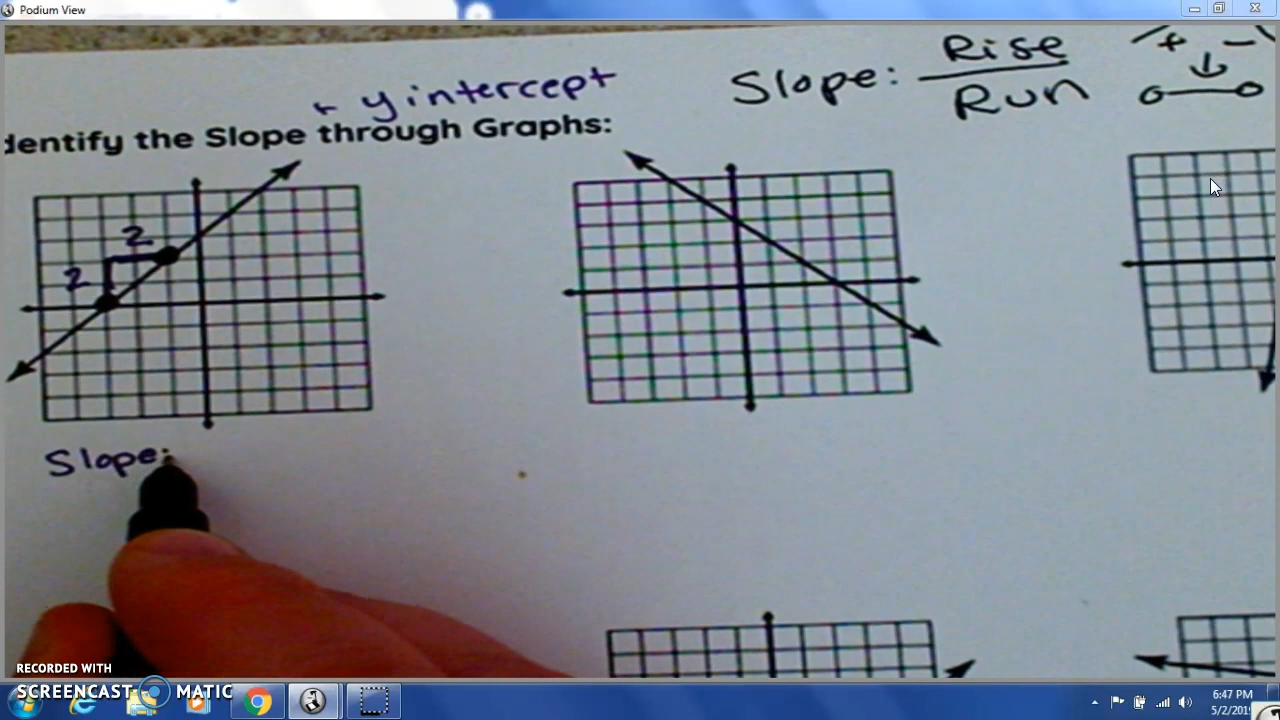 Podium View
+ y intercept
Slope: Rise
Run
+ -
dentify the Slope through Graphs:
2
2
Slope:
RECORDED WITH
SCREENCAST MATIC
6:47 PM